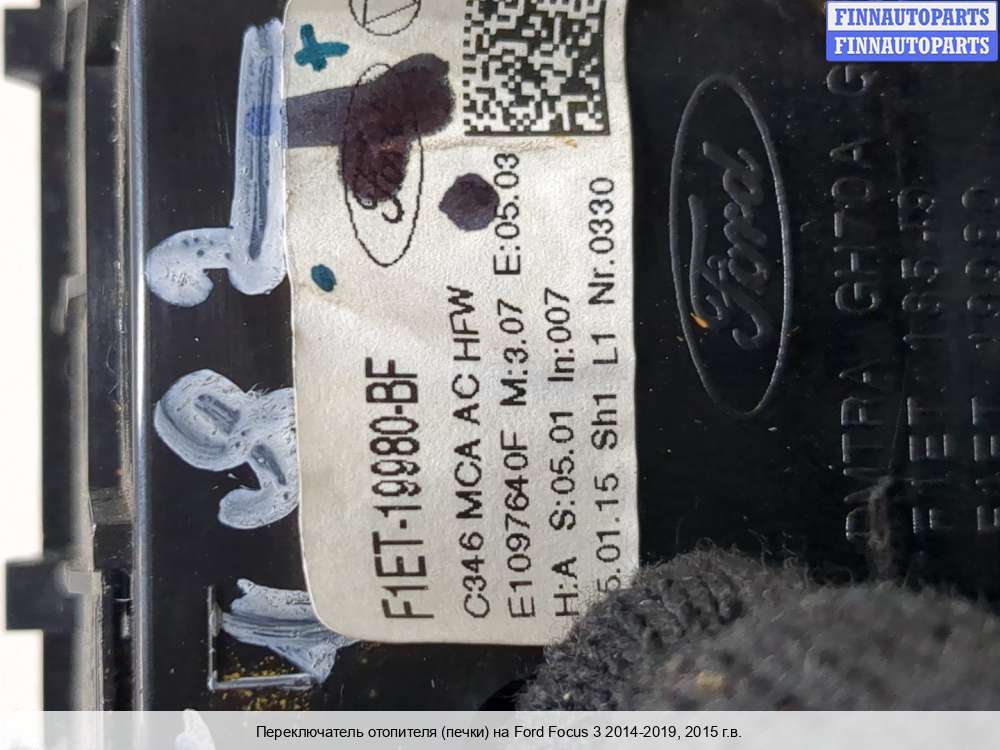 FINNAUTOPARTS
FINNAUTOPARTS
F1ET-19980-BF
C346 MCA AC HFW
E1097640F M:3.07 E:05.03
H:A S:05.01 In:007
5.01.15 Sh1 L1 Nr.0330
Ford
Ford
Переключатель отопителя (печки) на Ford Focus 3 2014-2019, 2015 г.в.